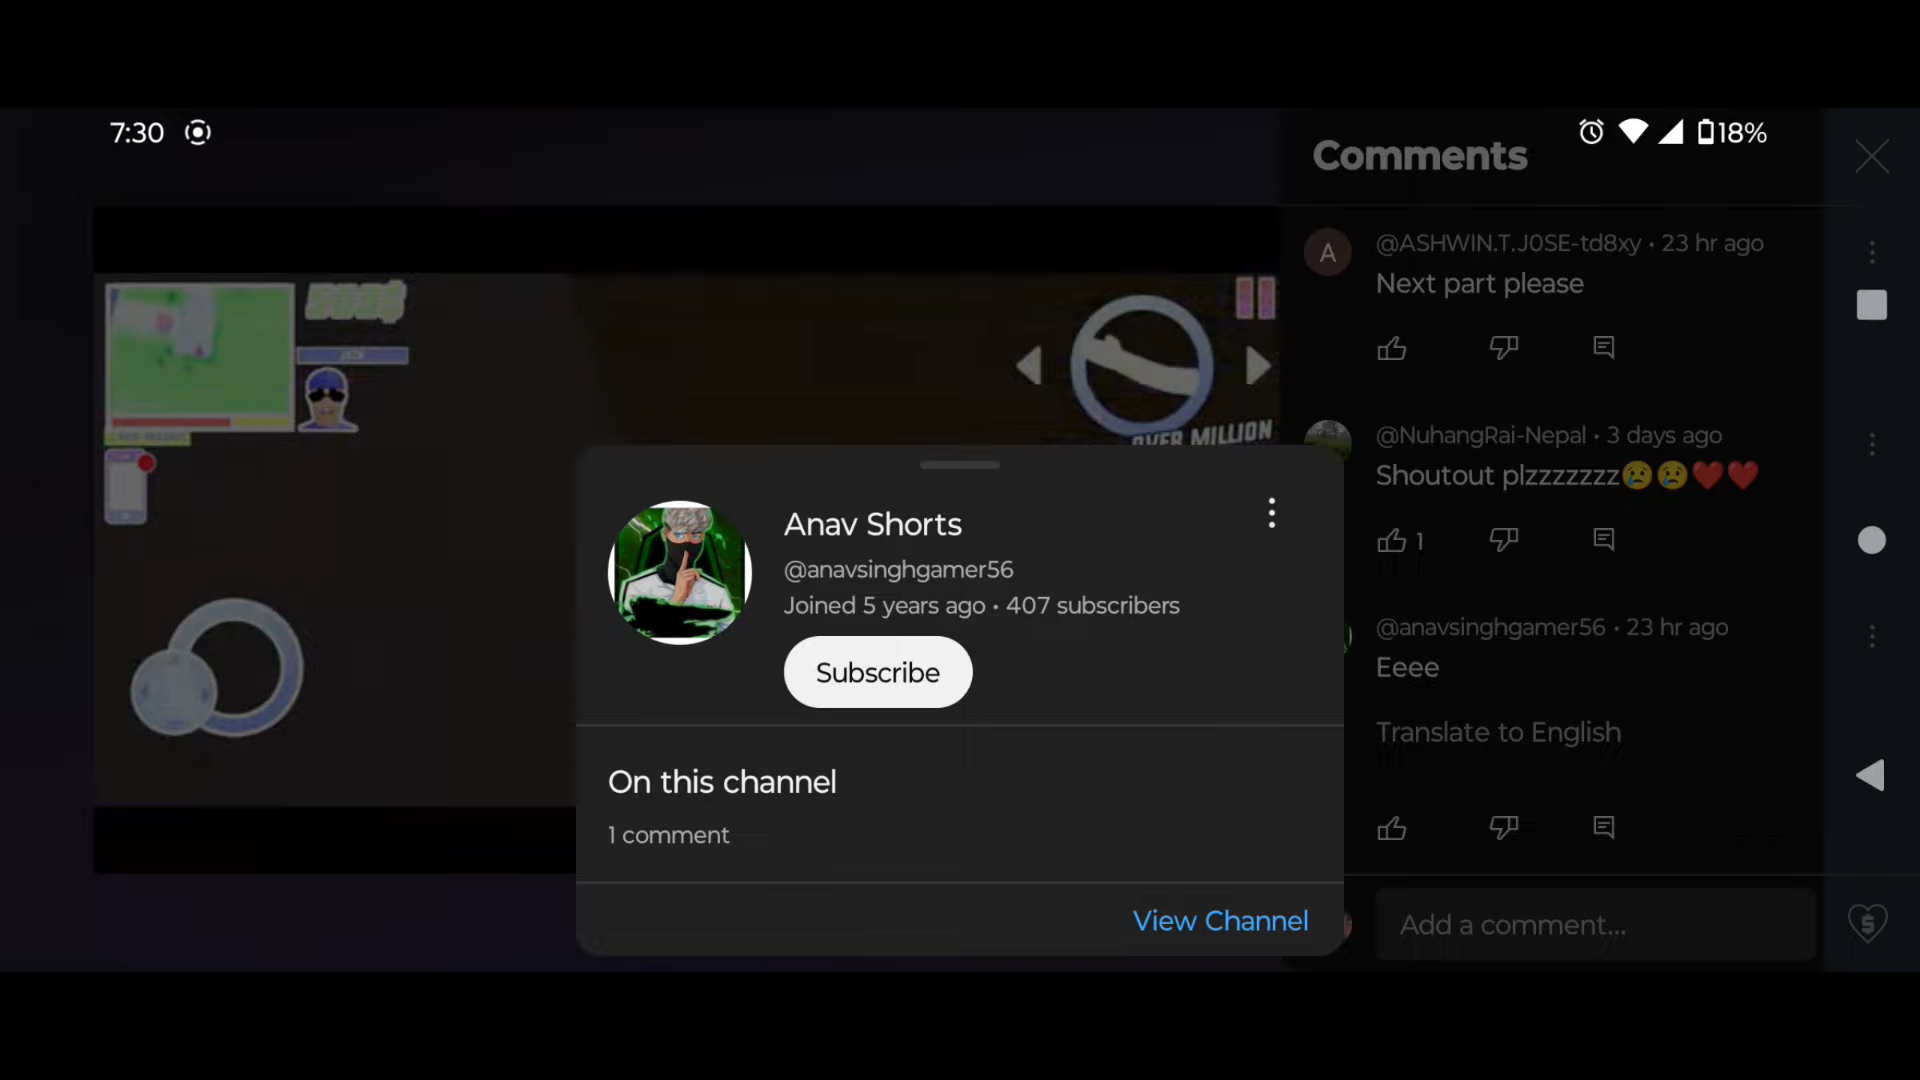 7:30
18%
Comments
@ASHWIN.T.J0SE-td8xy • 23 hr ago
Next part please
@NuhangRai-Nepal • 3 days ago
Shoutout plzzzzzzz😢😢❤️❤️
1
@anavsinghgamer56 • 23 hr ago
Eeee
Translate to English
Add a comment...
OVER MILLION
Anav Shorts
@anavsinghgamer56
Joined 5 years ago • 407 subscribers
Subscribe
On this channel
1 comment
View Channel